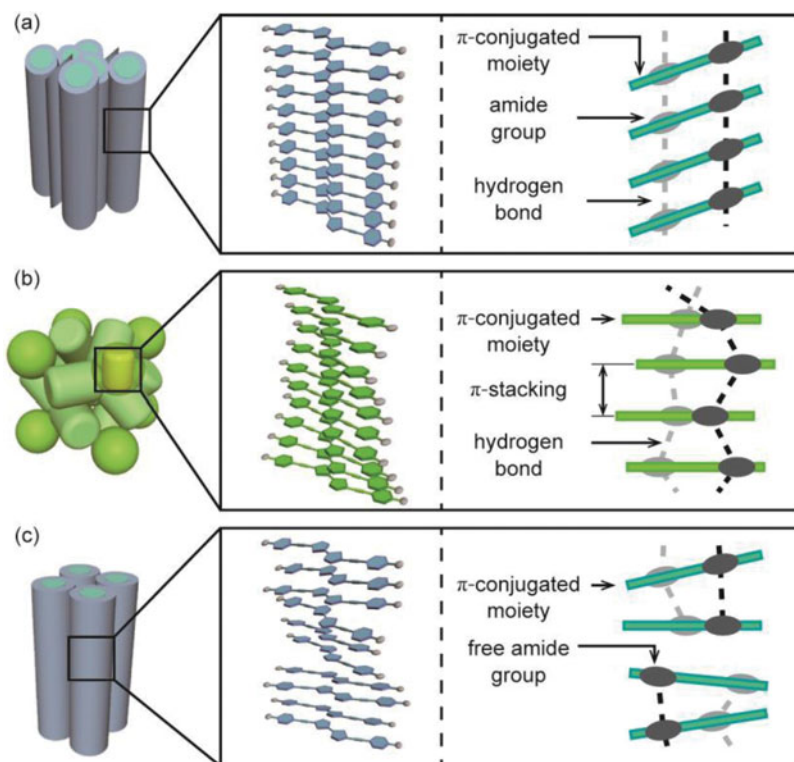 (a)
π-conjugated
moiety
amide
group
hydrogen
bond
(b)
π-conjugated
moiety
π-stacking
hydrogen
bond
(c)
π-conjugated
moiety
free amide
group